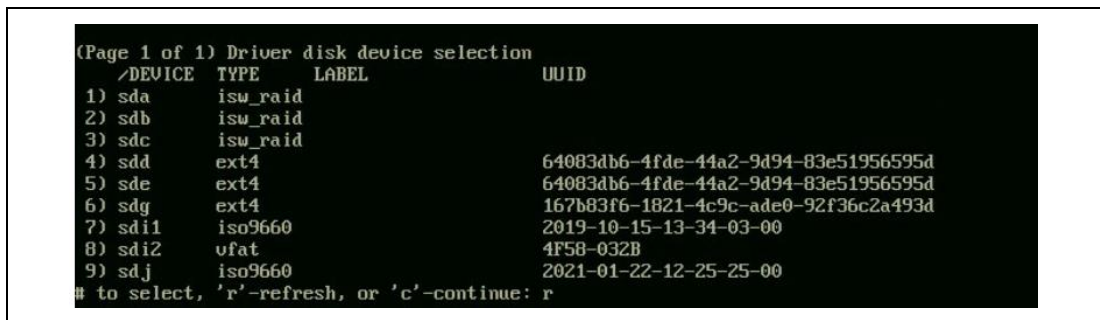 (Page 1 of 1) Driver disk device selection
/DEVICE TYPE LABEL UUID
1) sda isw_raid
2) sdb isw_raid
3) sdc isw_raid
4) sdd ext4 64083db6-4fde-44a2-9d94-83e51956595d
5) sde ext4 64083db6-4fde-44a2-9d94-83e51956595d
6) sdg ext4 167b83f6-1821-4c9c-ade0-92f36c2a493d
7) sdi1 iso9660 2019-10-15-13-34-03-00
8) sdi2 vfat 4F58-032B
9) sdj iso9660 2021-01-22-12-25-25-00
# to select, 'r'-refresh, or 'c'-continue: r